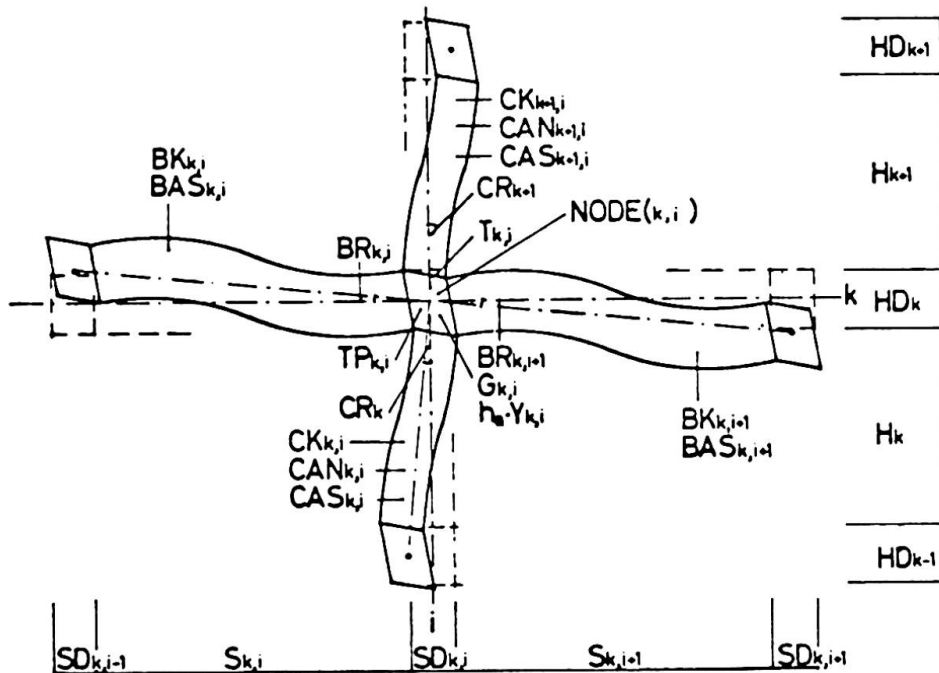 HDk+1
CKk+1,i
CANk+1,i
CASk+1,i
Hk+1
BKk,i
BASk,i
CRk+1
NODE(k,i)
BRk,i
Tk,i
k
HDk
TPk,i
BRk,i+1
Gk,i
CRk
BKk,i+1
BASk,i+1
Hk
CKk,i
CANk,i
CASk,i
HDk-1
i
SDk,i-1
Sk,i
SDk,i
Sk,i+1
SDk,i+1